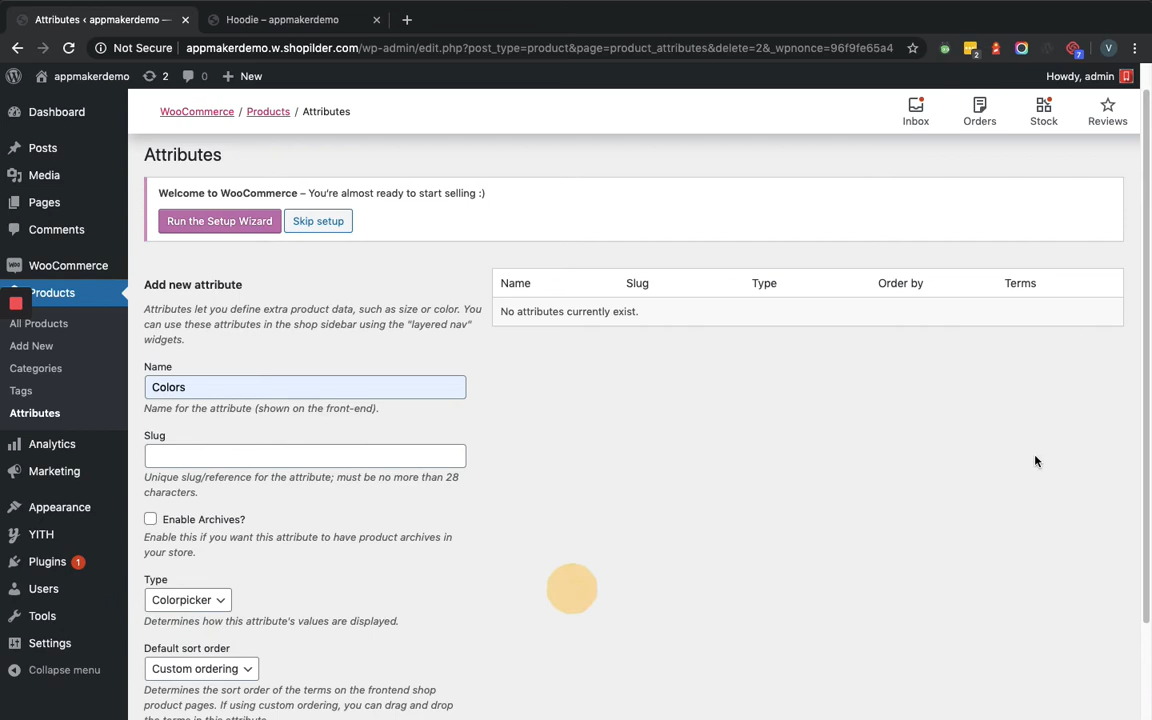 Attributes < appmakerdemo —
Hoodie – appmakerdemo
Not Secure
appmakerdemo.w.shopilder.com/wp-admin/edit.php?post_type=product&page=product_attributes&delete=2&_wpnonce=96f9fe65a4
2
7
V
appmakerdemo
2
0
New
Howdy, admin
Dashboard
Posts
Media
Pages
Comments
WooCommerce
Products
All Products
Add New
Categories
Tags
Attributes
Analytics
Marketing
Appearance
YITH
Plugins 1
Users
Tools
Settings
Collapse menu
WooCommerce / Products / Attributes
Inbox
Orders
Stock
Reviews
Attributes
Welcome to WooCommerce – You're almost ready to start selling :)
Run the Setup Wizard
Skip setup
Add new attribute
Attributes let you define extra product data, such as size or color. You
can use these attributes in the shop sidebar using the "layered nav"
widgets.
Name
Colors
Name for the attribute (shown on the front-end).
Slug
Unique slug/reference for the attribute; must be no more than 28
characters.
Enable Archives?
Enable this if you want this attribute to have product archives in
your store.
Type
Colorpicker
Determines how this attribute's values are displayed.
Default sort order
Custom ordering
Determines the sort order of the terms on the frontend shop
product pages. If using custom ordering, you can drag and drop
the terms in this attribute.
Name Slug Type Order by Terms
No attributes currently exist.